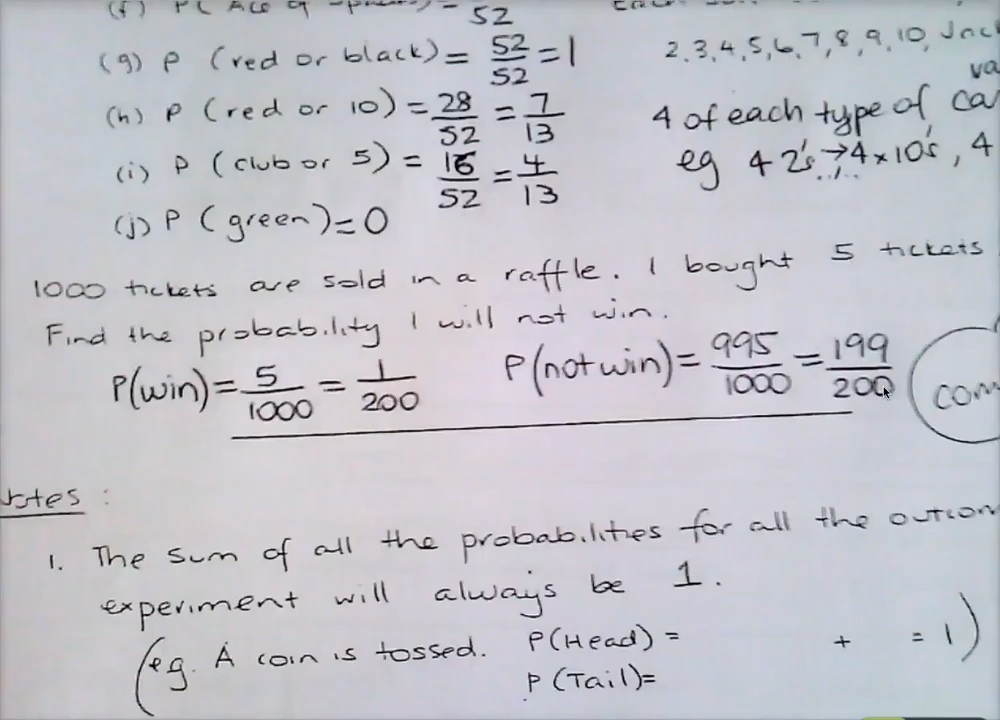 (f) P( Ace of 52
(g) P (red or black) = 52/52 = 1
2,3,4,5,6,7,8,9,10, Jack
(h) P (red or 10) = 28/52 = 7/13
4 of each type of
(i) P (club or 5) = 16/52 = 4/13
eg 4 2's → 4 x 10's, 4
(j) P (green) = 0
1000 tickets are sold in a raffle. I bought 5 tickets
Find the probability I will not win.
P(win) = 5/1000 = 1/200
P(not win) = 995/1000 = 199/200
com
otes :
1. The sum of all the probabilities for all the outcom
experiment will always be 1.
(eg. A coin is tossed. P(Head) = + = 1)
P(Tail)=